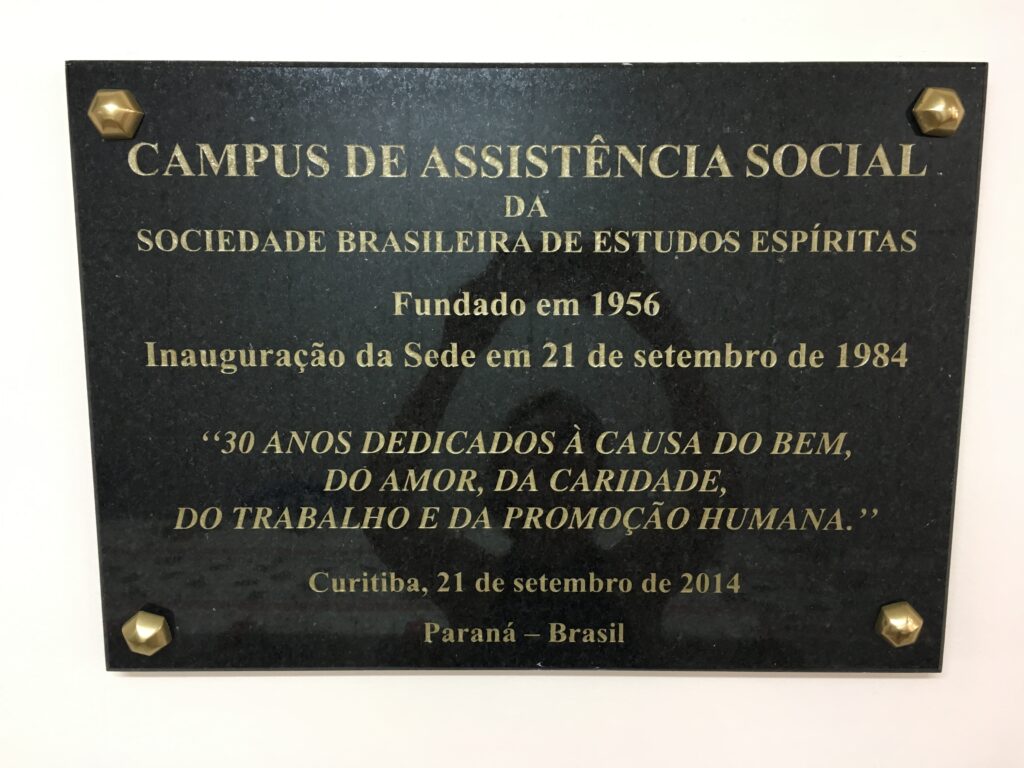 CAMPUS DE ASSISTÊNCIA SOCIAL
DA
SOCIEDADE BRASILEIRA DE ESTUDOS ESPÍRITAS
Fundado em 1956
Inauguração da Sede em 21 de setembro de 1984
‘‘30 ANOS DEDICADOS À CAUSA DO BEM,
DO AMOR, DA CARIDADE,
DO TRABALHO E DA PROMOÇÃO HUMANA.’’
Curitiba, 21 de setembro de 2014
Paraná – Brasil